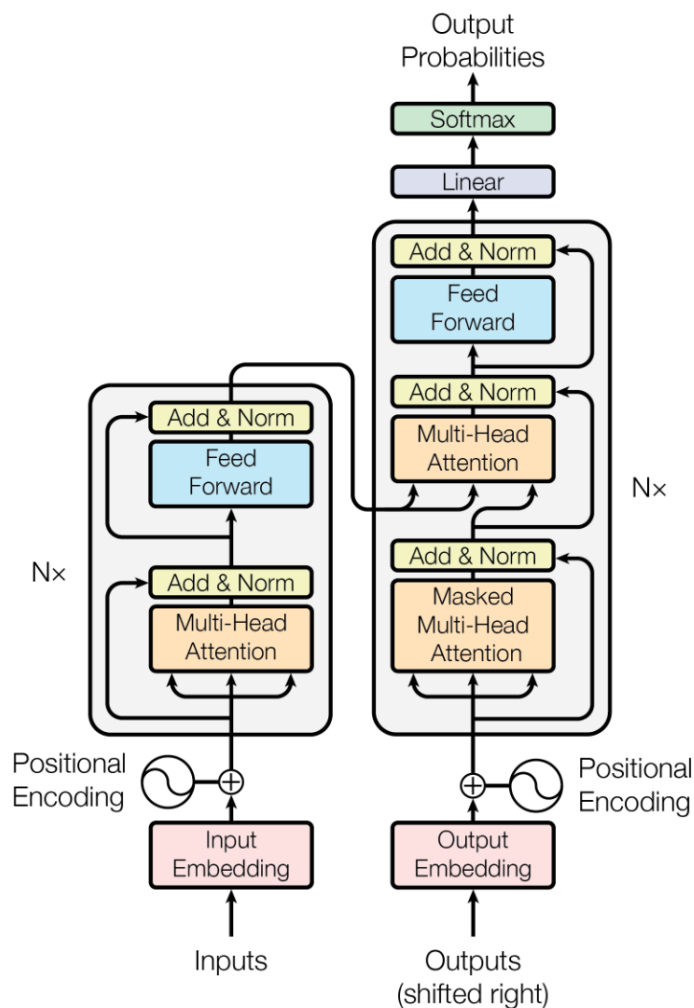 Output
Probabilities
Softmax
Linear
Add & Norm
Feed
Forward
Add & Norm
Multi-Head
Attention
Nx
Add & Norm
Masked
Multi-Head
Attention
Add & Norm
Feed
Forward
Nx
Add & Norm
Multi-Head
Attention
Positional
Encoding
Positional
Encoding
Input
Embedding
Output
Embedding
Inputs
Outputs
(shifted right)